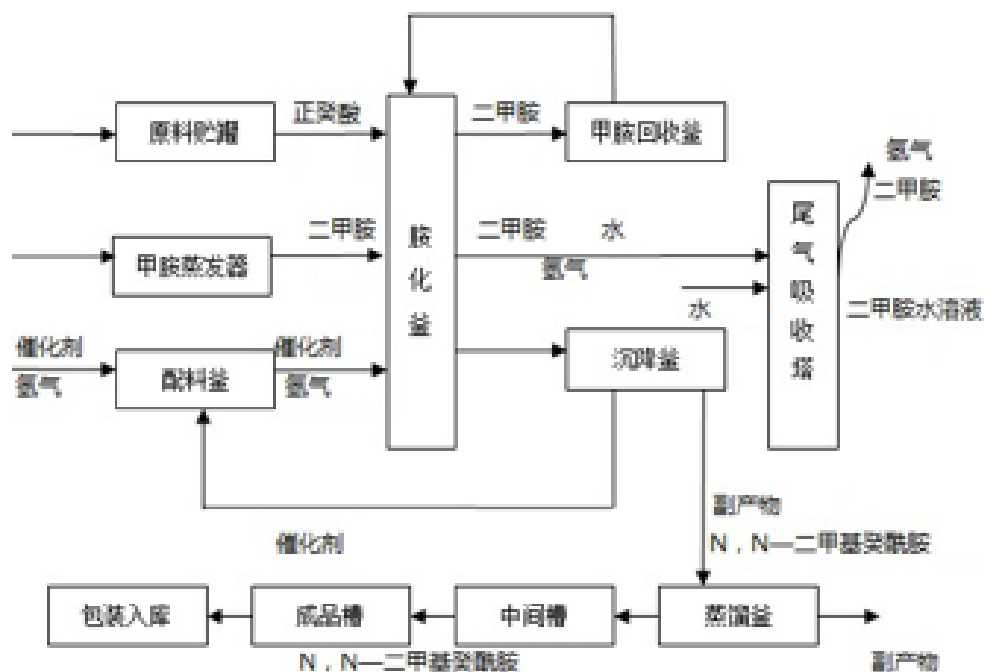 正癸酸
二甲胺
原料贮罐
甲胺回收釜
氢气
二甲胺
尾气吸收塔
二甲胺
胺化釜
二甲胺
水
甲胺蒸发器
氢气
水
二甲胺水溶液
催化剂
催化剂
沉降釜
氢气
配料釜
氢气
副产物
催化剂
N，N—二甲基癸酰胺
包装入库
成品槽
中间槽
蒸馏釜
N，N—二甲基癸酰胺
副产物